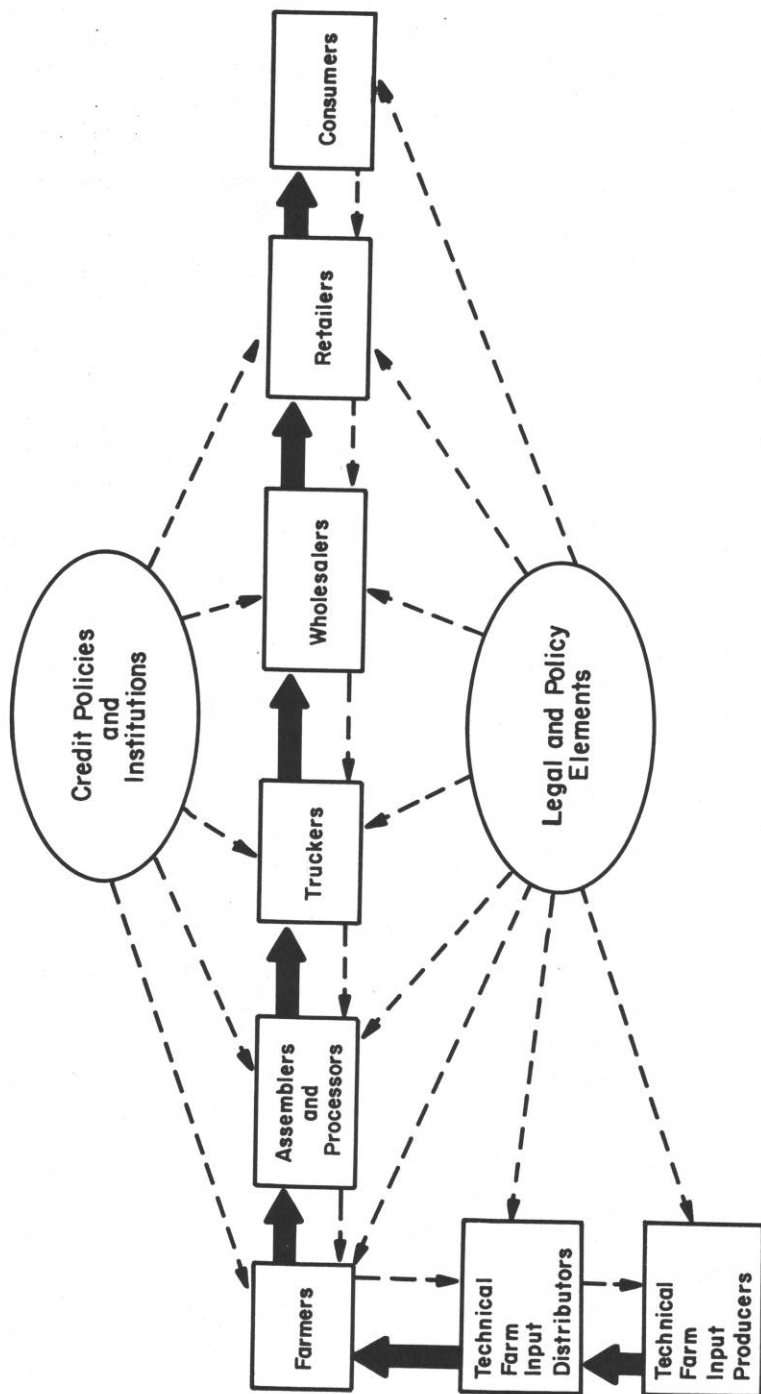 Credit Policies
and
Institutions
Farmers
Assemblers
and
Processors
Truckers
Wholesalers
Retailers
Consumers
Technical
Farm
Input
Distributors
Technical
Farm
Input
Producers
Legal and Policy
Elements